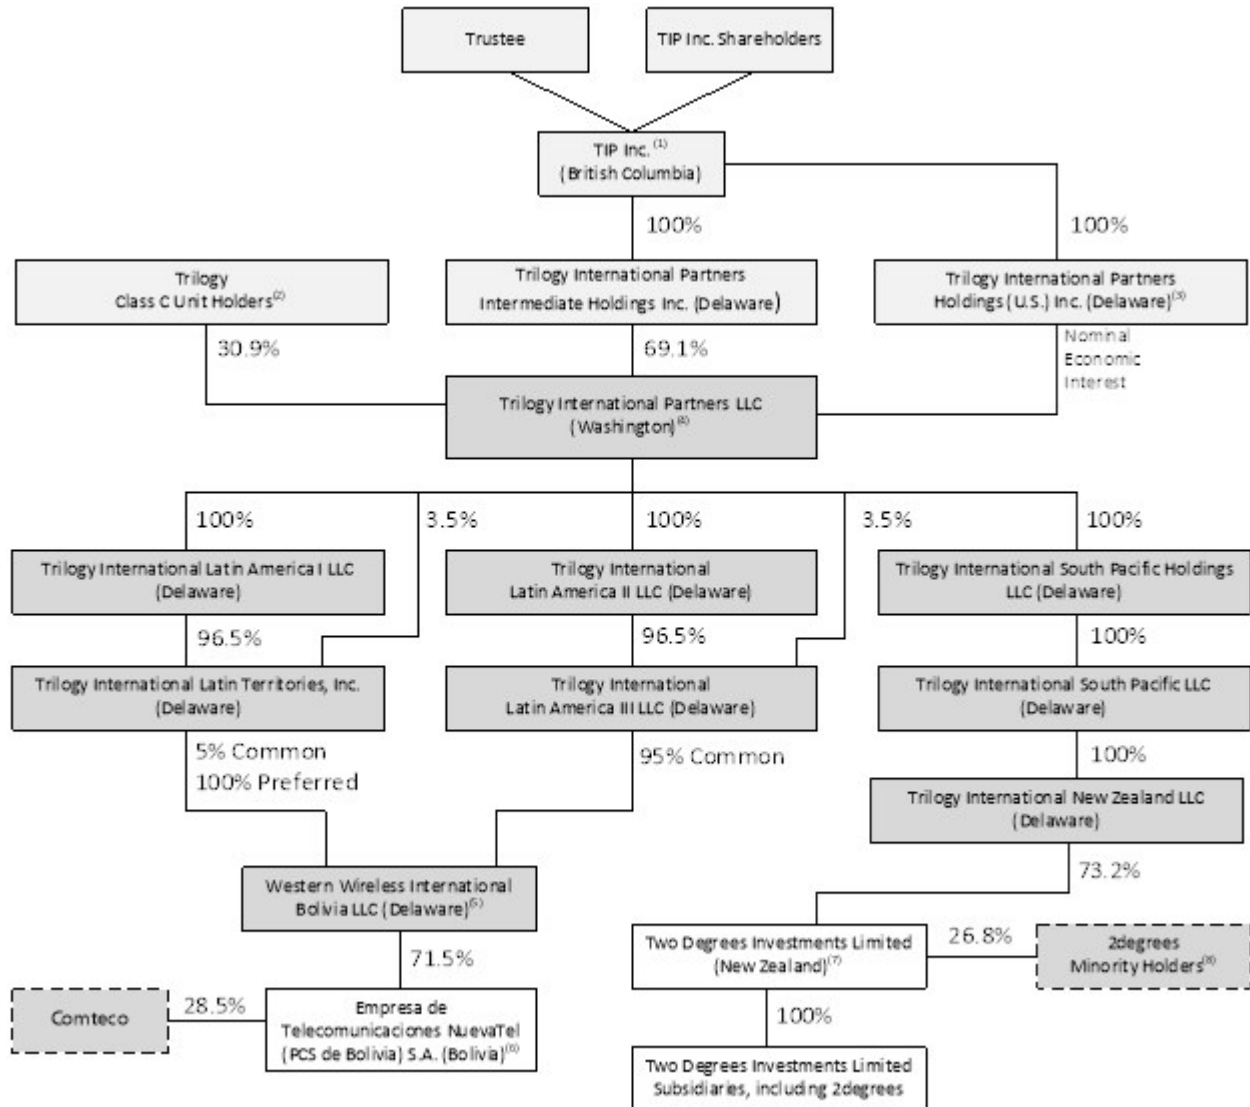 Trustee
TIP Inc. Shareholders
TIP Inc. (1)
(British Columbia)
100%
100%
Trilogy
Class C Unit Holders(2)
Trilogy International Partners
Intermediate Holdings Inc. (Delaware)
Trilogy International Partners
Holdings (U.S.) Inc. (Delaware)(3)
30.9%
69.1%
Nominal
Economic
Interest
Trilogy International Partners LLC
(Washington)(4)
100%
3.5%
100%
3.5%
100%
Trilogy International Latin America I LLC
(Delaware)
Trilogy International
Latin America II LLC (Delaware)
Trilogy International South Pacific Holdings
LLC (Delaware)
96.5%
96.5%
100%
Trilogy International Latin Territories, Inc.
(Delaware)
Trilogy International
Latin America III LLC (Delaware)
Trilogy International South Pacific LLC
(Delaware)
5% Common
100% Preferred
95% Common
100%
Trilogy International New Zealand LLC
(Delaware)
73.2%
Western Wireless International
Bolivia LLC (Delaware)(5)
71.5%
Two Degrees Investments Limited
(New Zealand)(7)
26.8%
2degrees
Minority Holders(8)
Comteco
28.5%
Empresa de
Telecomunicaciones NuevaTel
(PCS de Bolivia) S.A. (Bolivia)(6)
100%
Two Degrees Investments Limited
Subsidiaries, including 2degrees